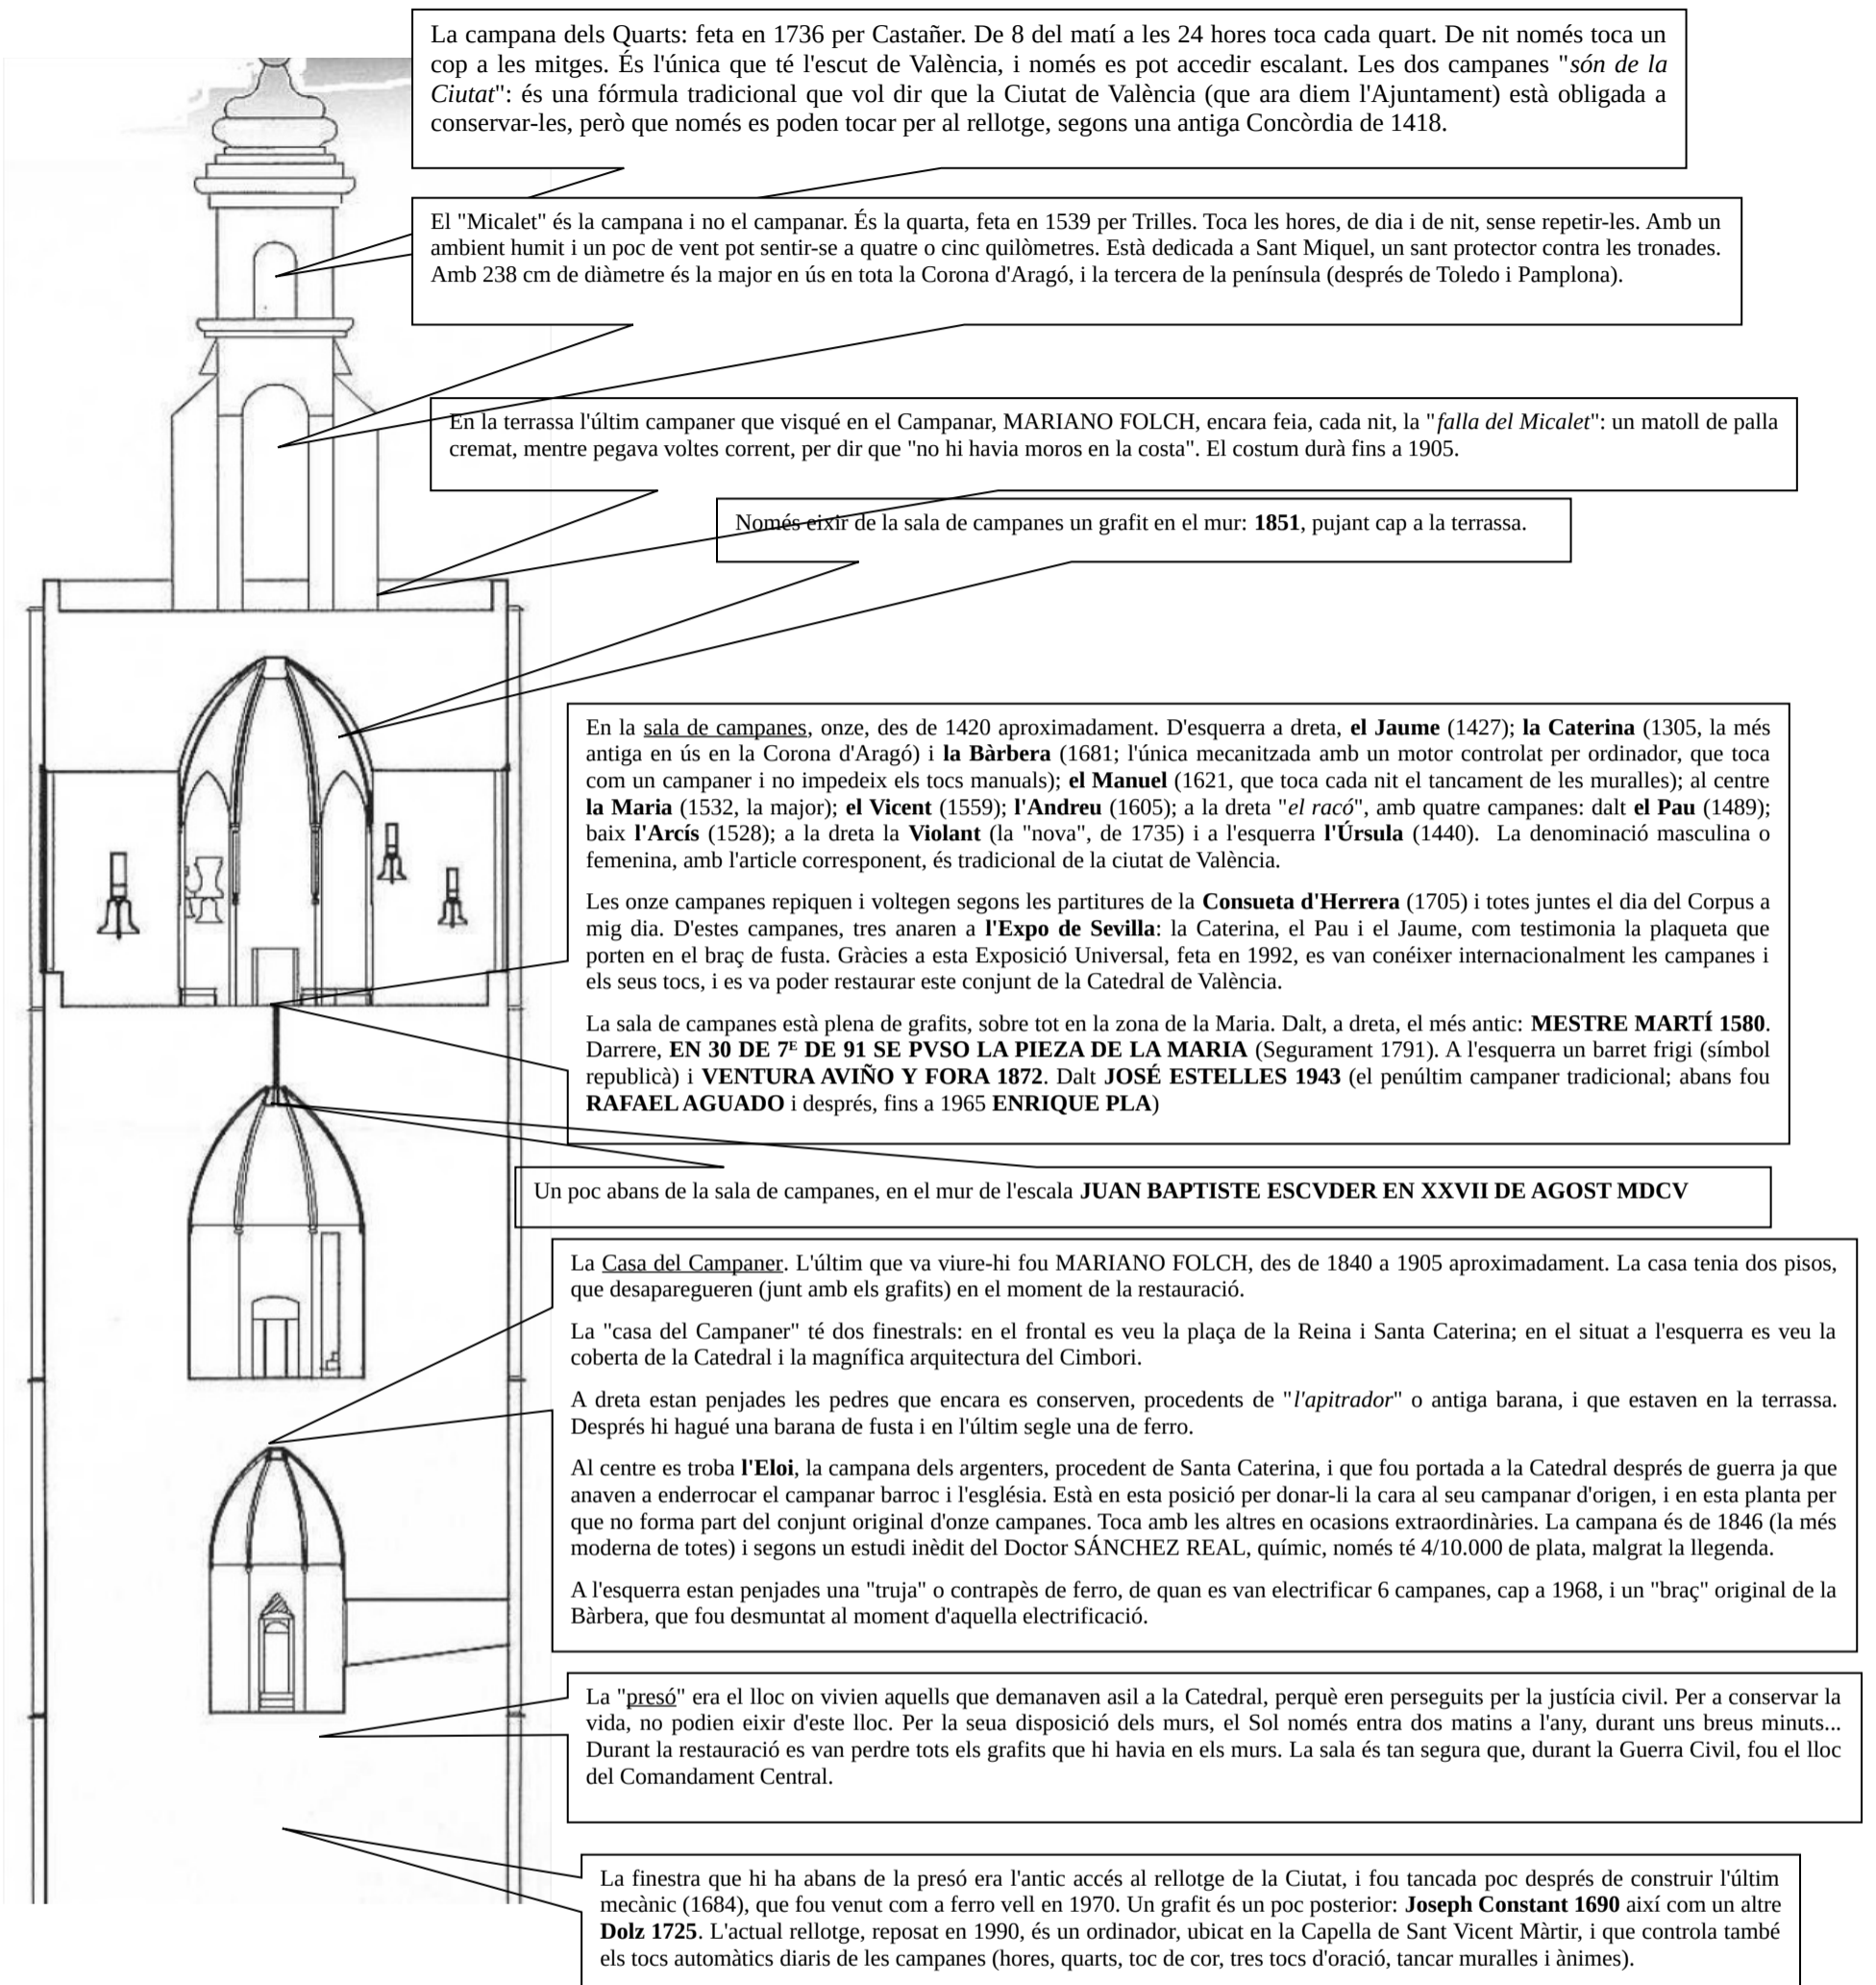 La campana dels Quarts: feta en 1736 per Castañer. De 8 del matí a les 24 hores toca cada quart. De nit només toca un
cop a les mitges. És l'única que té l'escut de València, i només es pot accedir escalant. Les dos campanes "són de la
Ciutat": és una fórmula tradicional que vol dir que la Ciutat de València (que ara diem l'Ajuntament) està obligada a
conservar-les, però que només es poden tocar per al rellotge, segons una antiga Concòrdia de 1418.
El "Micalet" és la campana i no el campanar. És la quarta, feta en 1539 per Trilles. Toca les hores, de dia i de nit, sense repetir-les. Amb un
ambient humit i un poc de vent pot sentir-se a quatre o cinc quilòmetres. Està dedicada a Sant Miquel, un sant protector contra les tronades.
Amb 238 cm de diàmetre és la major en ús en tota la Corona d'Aragó, i la tercera de la península (després de Toledo i Pamplona).
En la terrassa l'últim campaner que visqué en el Campanar, MARIANO FOLCH, encara feia, cada nit, la "falla del Micalet": un matoll de palla
cremat, mentre pegava voltes corrent, per dir que "no hi havia moros en la costa". El costum durà fins a 1905.
Només eixir de la sala de campanes un grafit en el mur: 1851, pujant cap a la terrassa.
En la sala de campanes, onze, des de 1420 aproximadament. D'esquerra a dreta, el Jaume (1427); la Caterina (1305, la més
antiga en ús en la Corona d'Aragó) i la Bàrbera (1681; l'única mecanitzada amb un motor controlat per ordinador, que toca
com un campaner i no impedeix els tocs manuals); el Manuel (1621, que toca cada nit el tancament de les muralles); al centre
la Maria (1532, la major); el Vicent (1559); l'Andreu (1605); a la dreta "el racó", amb quatre campanes: dalt el Pau (1489);
baix l'Arcís (1528); a la dreta la Violant (la "nova", de 1735) i a l'esquerra l'Úrsula (1440). La denominació masculina o
femenina, amb l'article corresponent, és tradicional de la ciutat de València.
Les onze campanes repiquen i voltegen segons les partitures de la Consueta d'Herrera (1705) i totes juntes el dia del Corpus a
mig dia. D'estes campanes, tres anaren a l'Expo de Sevilla: la Caterina, el Pau i el Jaume, com testimonia la plaqueta que
porten en el braç de fusta. Gràcies a esta Exposició Universal, feta en 1992, es van conéixer internacionalment les campanes i
els seus tocs, i es va poder restaurar este conjunt de la Catedral de València.
La sala de campanes està plena de grafits, sobre tot en la zona de la Maria. Dalt, a dreta, el més antic: MESTRE MARTÍ 1580.
Darrere, EN 30 DE 7E DE 91 SE PVSO LA PIEZA DE LA MARIA (Segurament 1791). A l'esquerra un barret frigi (símbol
republicà) i VENTURA AVIÑO Y FORA 1872. Dalt JOSÉ ESTELLES 1943 (el penúltim campaner tradicional; abans fou
RAFAEL AGUADO i després, fins a 1965 ENRIQUE PLA)
Un poc abans de la sala de campanes, en el mur de l'escala JUAN BAPTISTE ESCVDER EN XXVII DE AGOST MDCV
La Casa del Campaner. L'últim que va viure-hi fou MARIANO FOLCH, des de 1840 a 1905 aproximadament. La casa tenia dos pisos,
que desaparegueren (junt amb els grafits) en el moment de la restauració.
La "casa del Campaner" té dos finestrals: en el frontal es veu la plaça de la Reina i Santa Caterina; en el situat a l'esquerra es veu la
coberta de la Catedral i la magnífica arquitectura del Cimbori.
A dreta estan penjades les pedres que encara es conserven, procedents de "l'apitrador" o antiga barana, i que estaven en la terrassa.
Després hi hagué una barana de fusta i en l'últim segle una de ferro.
Al centre es troba l'Eloi, la campana dels argenters, procedent de Santa Caterina, i que fou portada a la Catedral després de guerra ja que
anaven a enderrocar el campanar barroc i l'església. Està en esta posició per donar-li la cara al seu campanar d'origen, i en esta planta per
que no forma part del conjunt original d'onze campanes. Toca amb les altres en ocasions extraordinàries. La campana és de 1846 (la més
moderna de totes) i segons un estudi inèdit del Doctor SÁNCHEZ REAL, químic, només té 4/10.000 de plata, malgrat la llegenda.
A l'esquerra estan penjades una "truja" o contrapès de ferro, de quan es van electrificar 6 campanes, cap a 1968, i un "braç" original de la
Bàrbera, que fou desmuntat al moment d'aquella electrificació.
La "presó" era el lloc on vivien aquells que demanaven asil a la Catedral, perquè eren perseguits per la justícia civil. Per a conservar la
vida, no podien eixir d'este lloc. Per la seua disposició dels murs, el Sol només entra dos matins a l'any, durant uns breus minuts...
Durant la restauració es van perdre tots els grafits que hi havia en els murs. La sala és tan segura que, durant la Guerra Civil, fou el lloc
del Comandament Central.
La finestra que hi ha abans de la presó era l'antic accés al rellotge de la Ciutat, i fou tancada poc després de construir l'últim
mecànic (1684), que fou venut com a ferro vell en 1970. Un grafit és un poc posterior: Joseph Constant 1690 així com un altre
Dolz 1725. L'actual rellotge, reposat en 1990, és un ordinador, ubicat en la Capella de Sant Vicent Màrtir, i que controla també
els tocs automàtics diaris de les campanes (hores, quarts, toc de cor, tres tocs d'oració, tancar muralles i ànimes).